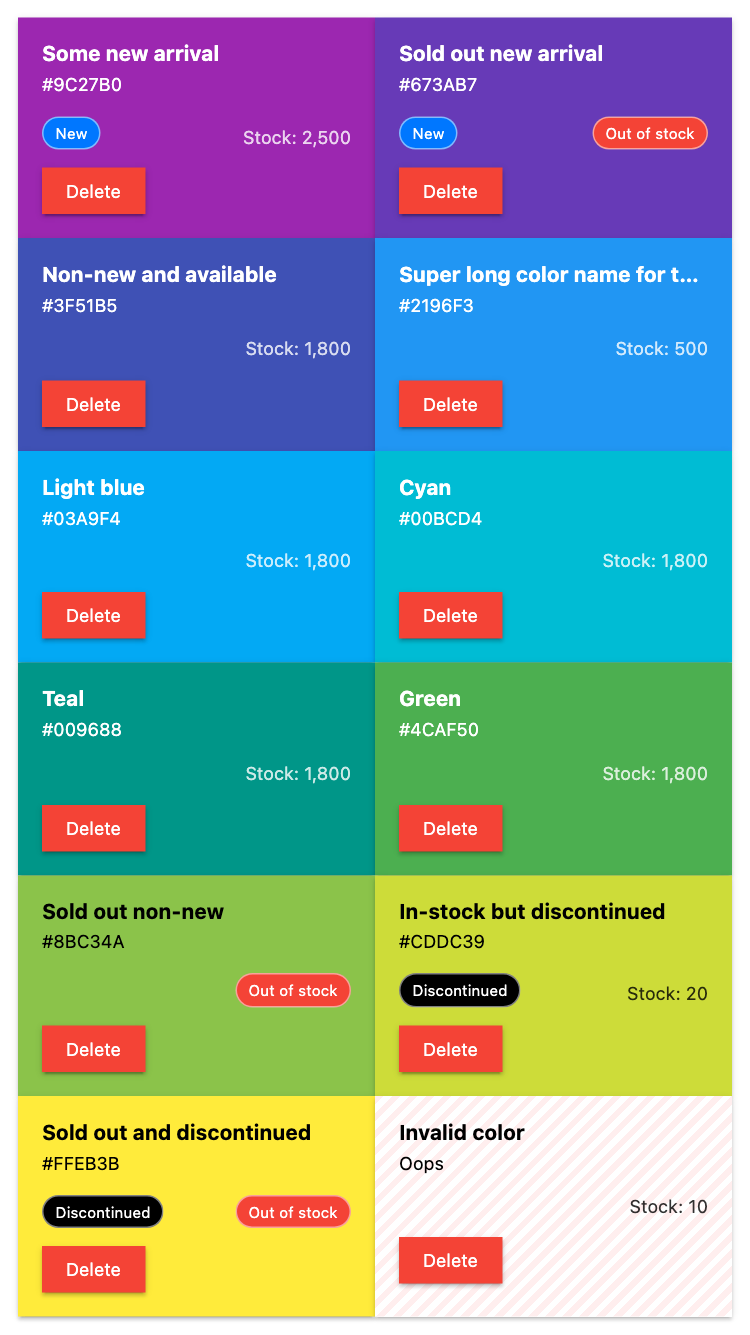 Some new arrival
#9C27B0
New
Stock: 2,500
Delete
Sold out new arrival
#673AB7
New
Out of stock
Delete
Non-new and available
#3F51B5
Stock: 1,800
Delete
Super long color name for t...
#2196F3
Stock: 500
Delete
Light blue
#03A9F4
Stock: 1,800
Delete
Cyan
#00BCD4
Stock: 1,800
Delete
Teal
#009688
Stock: 1,800
Delete
Green
#4CAF50
Stock: 1,800
Delete
Sold out non-new
#8BC34A
Out of stock
Delete
In-stock but discontinued
#CDDC39
Discontinued
Stock: 20
Delete
Sold out and discontinued
#FFEB3B
Discontinued
Out of stock
Delete
Invalid color
Oops
Stock: 10
Delete